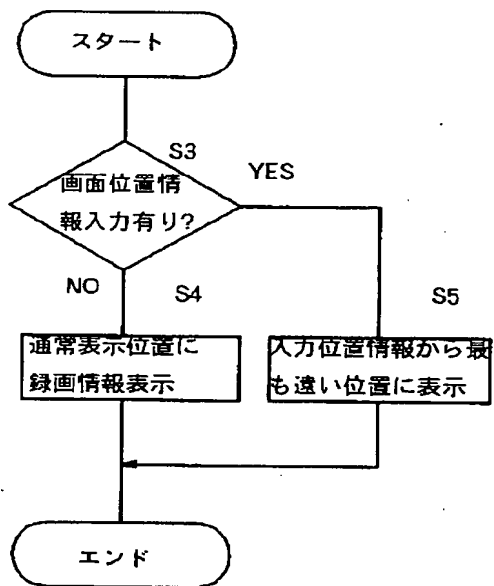 スタート
S3
画面位置情
報入力有り?
YES
NO
S4
S5
通常表示位置に
録画情報表示
入力位置情報から最
も遠い位置に表示
エンド